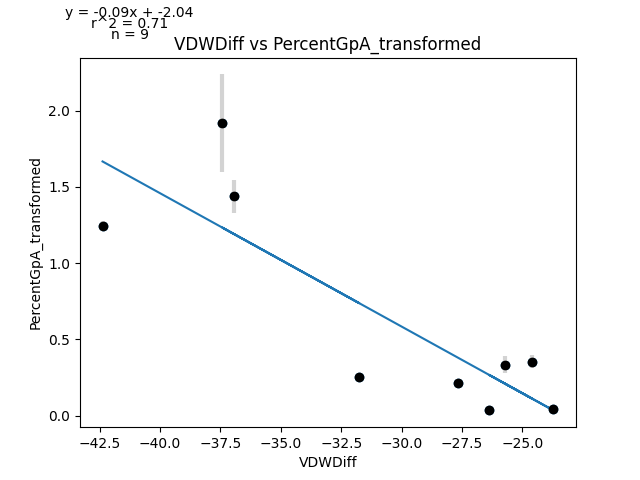 y = -0.09x + -2.04
r^2 = 0.71
n = 9
VDWDiff vs PercentGpA_transformed
PercentGpA_transformed
2.0
1.5
1.0
0.5
0.0
−42.5 −40.0 −37.5 −35.0 −32.5 −30.0 −27.5 −25.0
VDWDiff